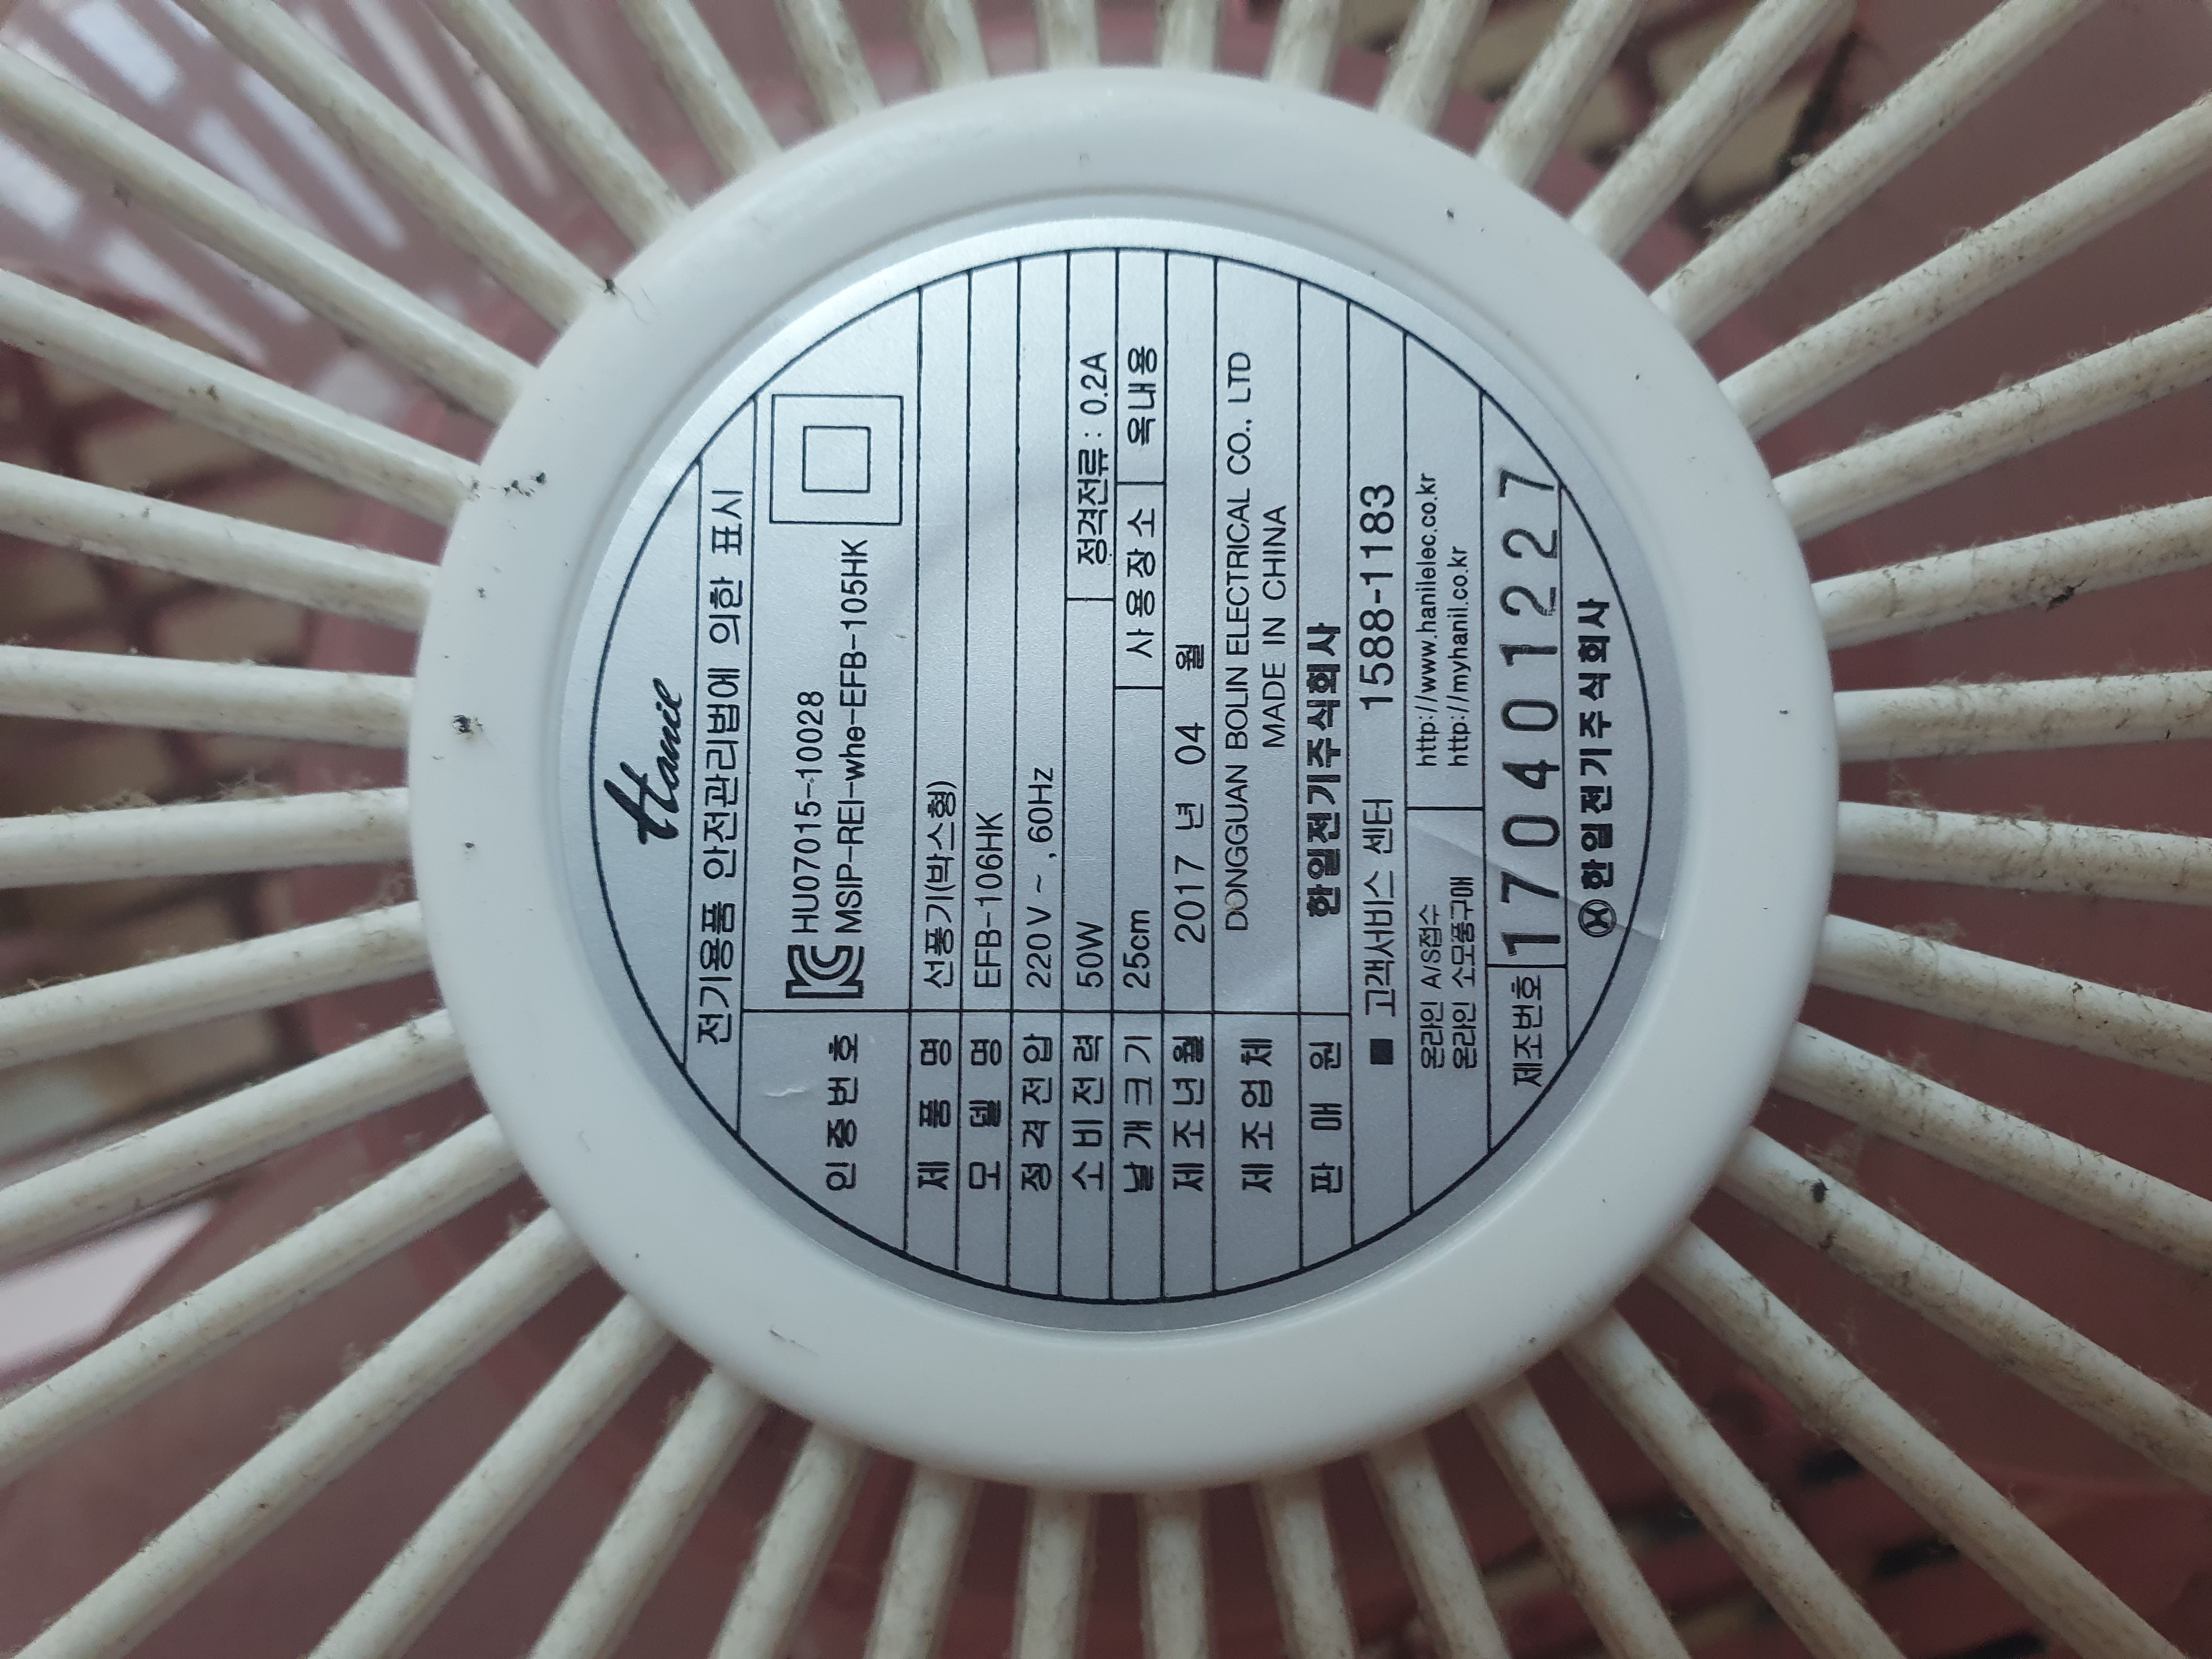 Hanil
전기용품 안전관리법에 의한 표시
인증번호 HU07015-10028
MSIP-REI-whe-EFB-105HK
제품명 선풍기(박스형)
모델명 EFB-106HK
정격전압 220V~, 60Hz
소비전력 50W 정격전류: 0.2A
날개크기 25cm 사용장소 옥내용
제조년월 2017년 04 월
제조업체 DONGGUAN BOLIN ELECTRICAL CO., LTD
MADE IN CHINA
판매원 한일전기주식회사
■ 고객서비스 센터 1588-1183
온라인 A/S접수 http://www.hanilelec.co.kr
온라인 소모품구매 http://myhanil.co.kr
제조번호 170401227
한일전기주식회사